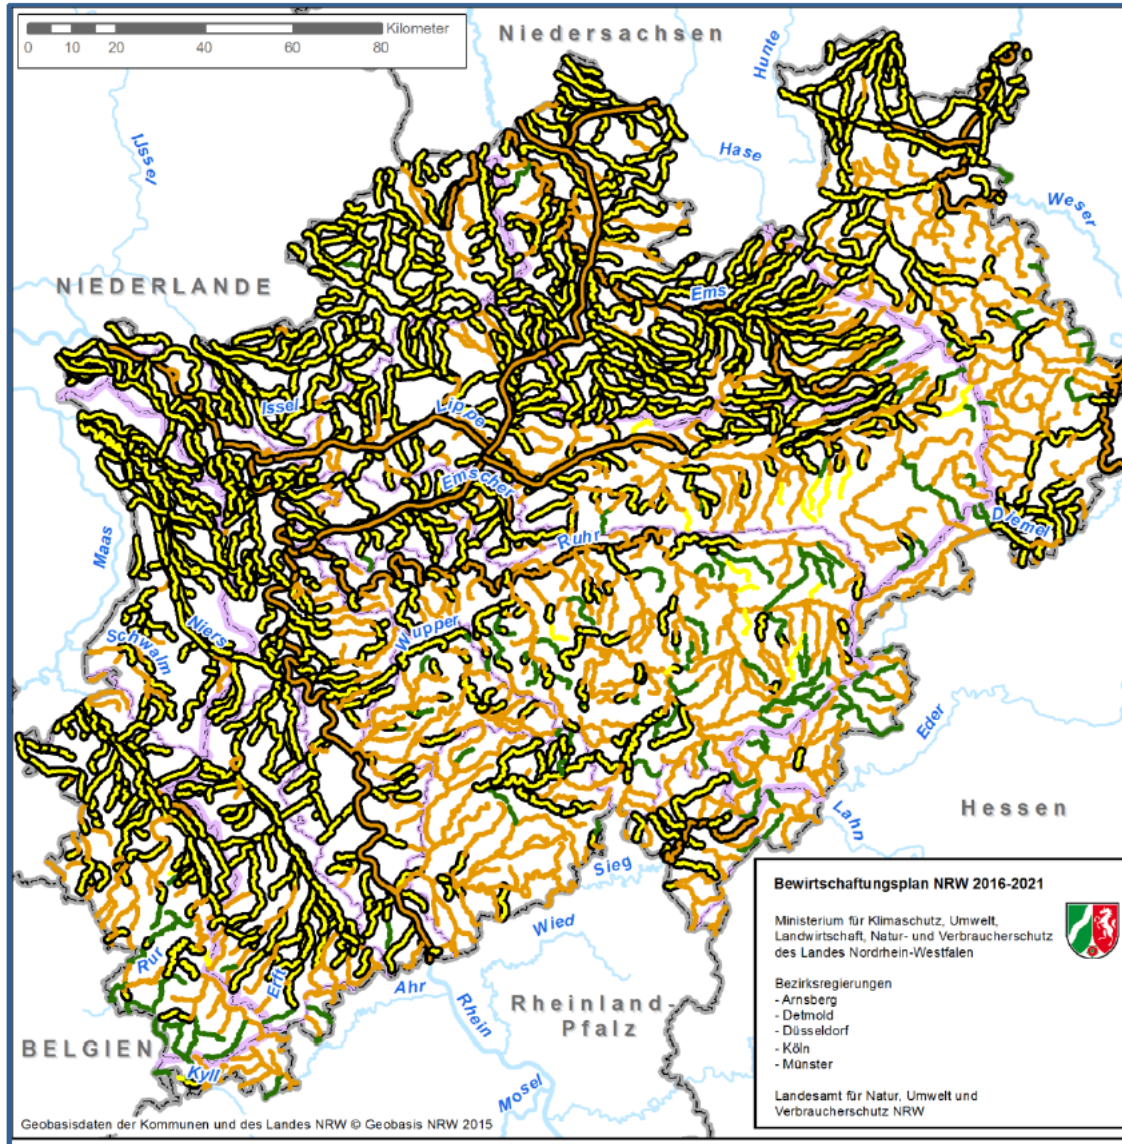 Kilometer
0 10 20 40 60 80
Niedersachsen
Hunte
IJssel
Hase
Weser
NIEDERLANDE
Ems
Issel
Lippe
Emscher
Ruhr
Diemel
Maas
Niers
Wupper
Schwalm
Eder
Hessen
Lahn
Sieg
Wied
Rur
Erft
Ahr
Rhein
Rheinland-
Pfalz
BELGIEN
Kyll
Mosel
Bewirtschaftungsplan NRW 2016-2021
Ministerium für Klimaschutz, Umwelt,
Landwirtschaft, Natur- und Verbraucherschutz
des Landes Nordrhein-Westfalen
Bezirksregierungen
- Arnsberg
- Detmold
- Düsseldorf
- Köln
- Münster
Landesamt für Natur, Umwelt und
Verbraucherschutz NRW
Geobasisdaten der Kommunen und des Landes NRW © Geobasis NRW 2015